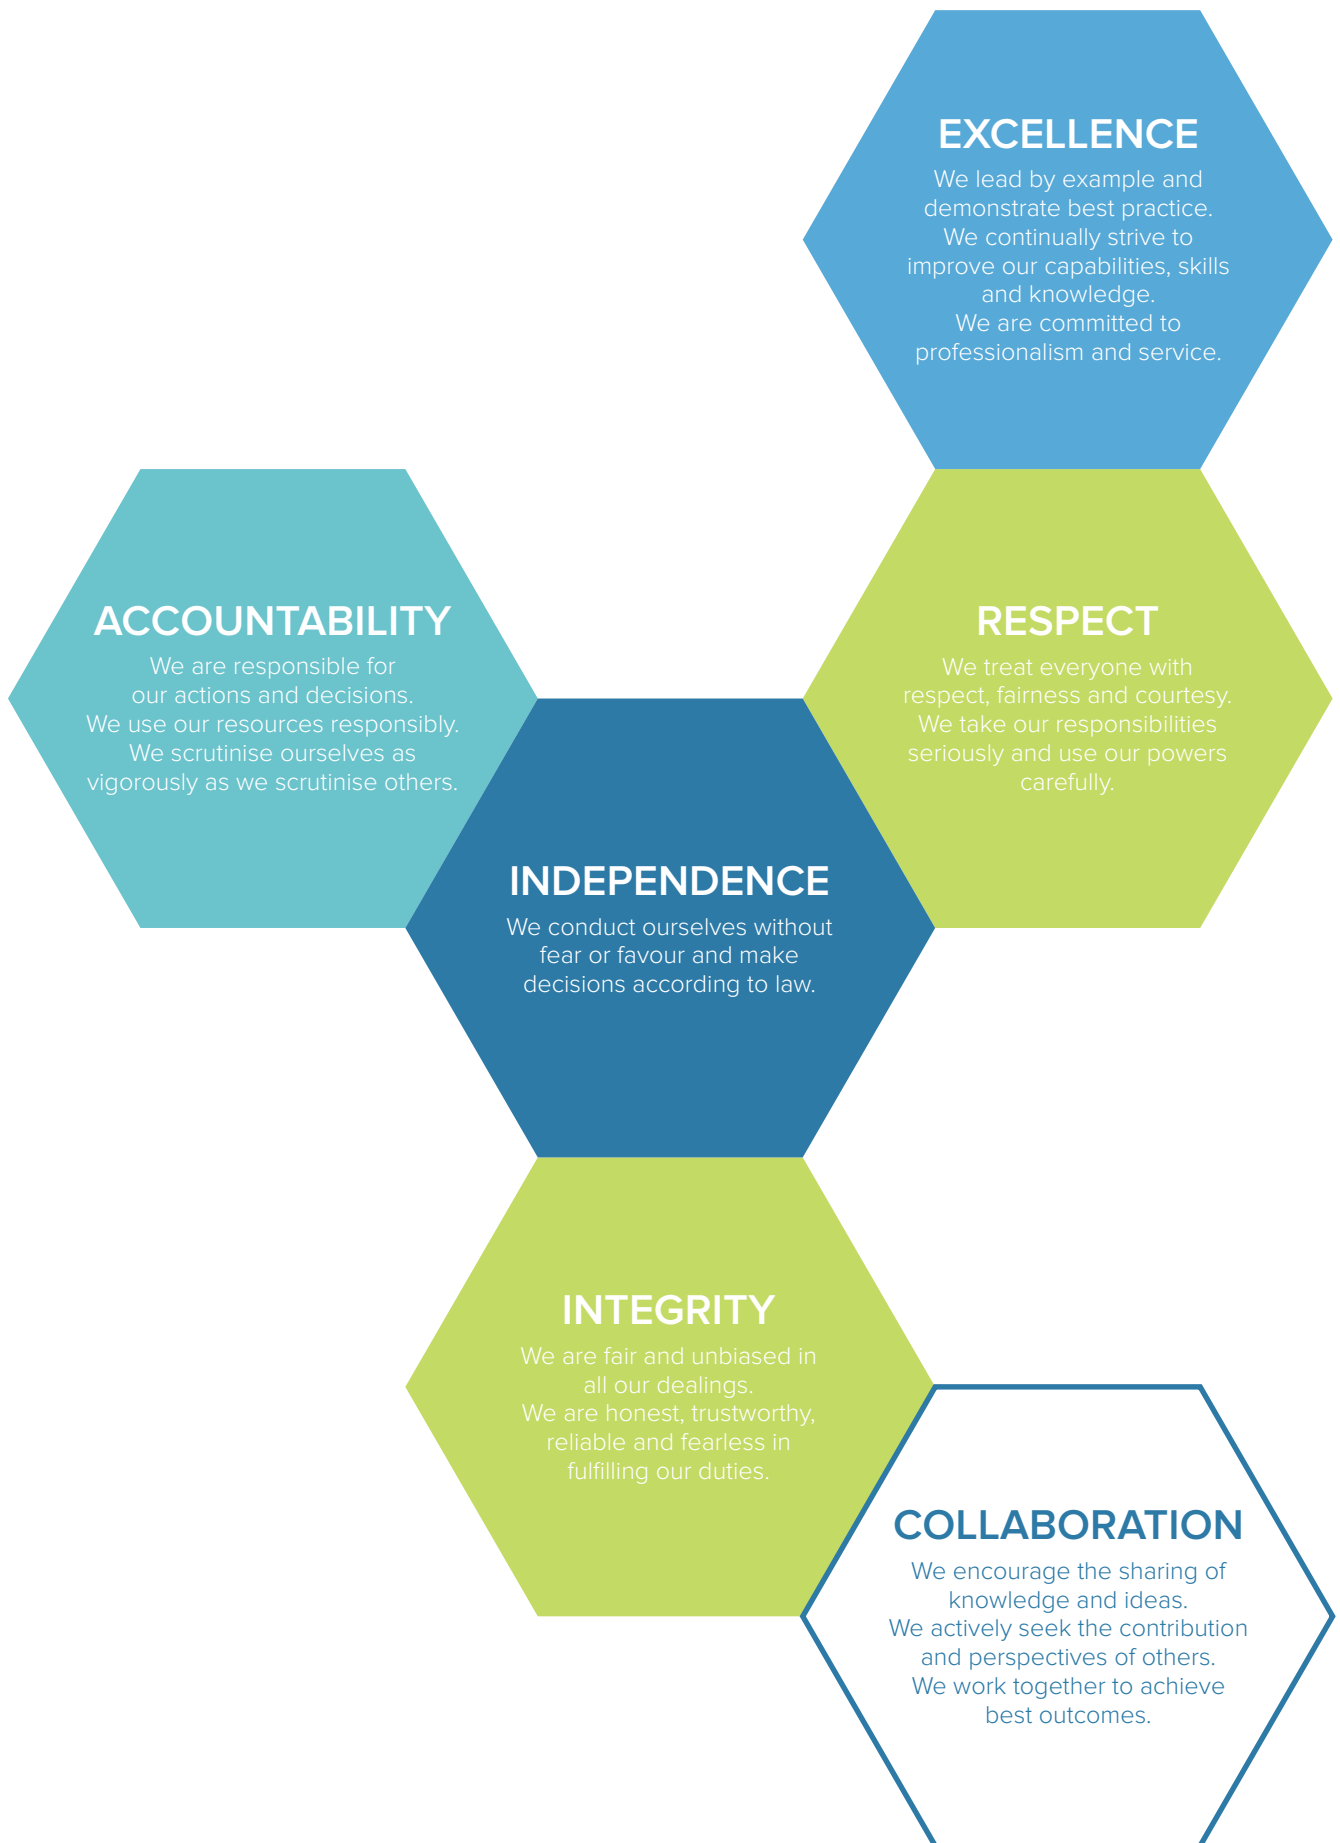 EXCELLENCE
We lead by example and
demonstrate best practice.
We continually strive to
improve our capabilities, skills
and knowledge.
We are committed to
professionalism and service.
ACCOUNTABILITY
We are responsible for
our actions and decisions.
We use our resources responsibly.
We scrutinise ourselves as
vigorously as we scrutinise others.
RESPECT
We treat everyone with
respect, fairness and courtesy.
We take our responsibilities
seriously and use our powers
carefully.
INDEPENDENCE
We conduct ourselves without
fear or favour and make
decisions according to law.
INTEGRITY
We are fair and unbiased in
all our dealings.
We are honest, trustworthy,
reliable and fearless in
fulfilling our duties.
COLLABORATION
We encourage the sharing of
knowledge and ideas.
We actively seek the contribution
and perspectives of others.
We work together to achieve
best outcomes.